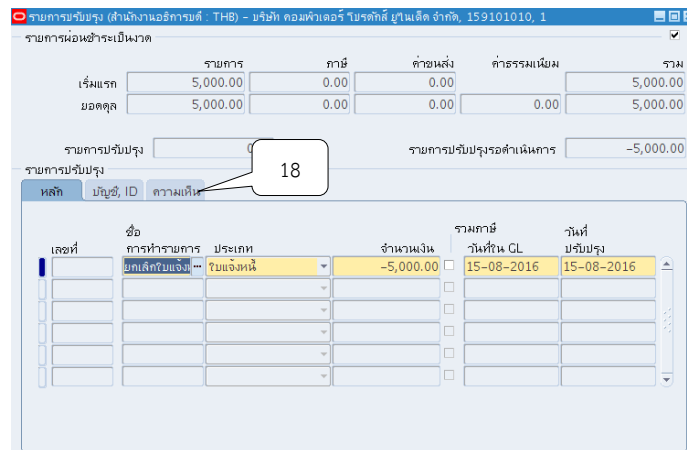 รายการปรับปรุง (สำนักงานอธิการบดี : THB) – บริษัท คอมพิวเตอร์ โปรดักส์ ยูไนเต็ด จำกัด, 159101010, 1
รายการผ่อนชำระเป็นงวด
รายการ ภาษี ค่าขนส่ง ค่าธรรมเนียม รวม
เริ่มแรก 5,000.00 0.00 0.00 5,000.00
ยอดดุล 5,000.00 0.00 0.00 0.00 5,000.00
รายการปรับปรุง รายการปรับปรุงรอดำเนินการ -5,000.00
18
รายการปรับปรุง
หลัก บัญชี, ID ความเห็น
ชื่อ รวมภาษี วันที่
เลขที่ การทำรายการ ประเภท จำนวนเงิน วันที่ใน GL ปรับปรุง
ยกเลิกใบแจ้งเ ใบแจ้งหนี้ -5,000.00 15-08-2016 15-08-2016